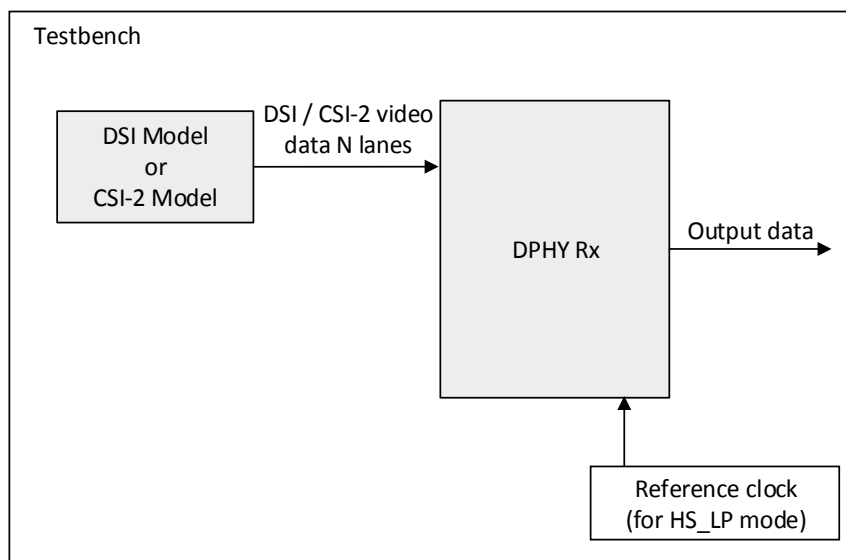 Testbench
DSI Model
or
CSI-2 Model
DSI / CSI-2 video
data N lanes
DPHY Rx
Output data
Reference clock
(for HS_LP mode)